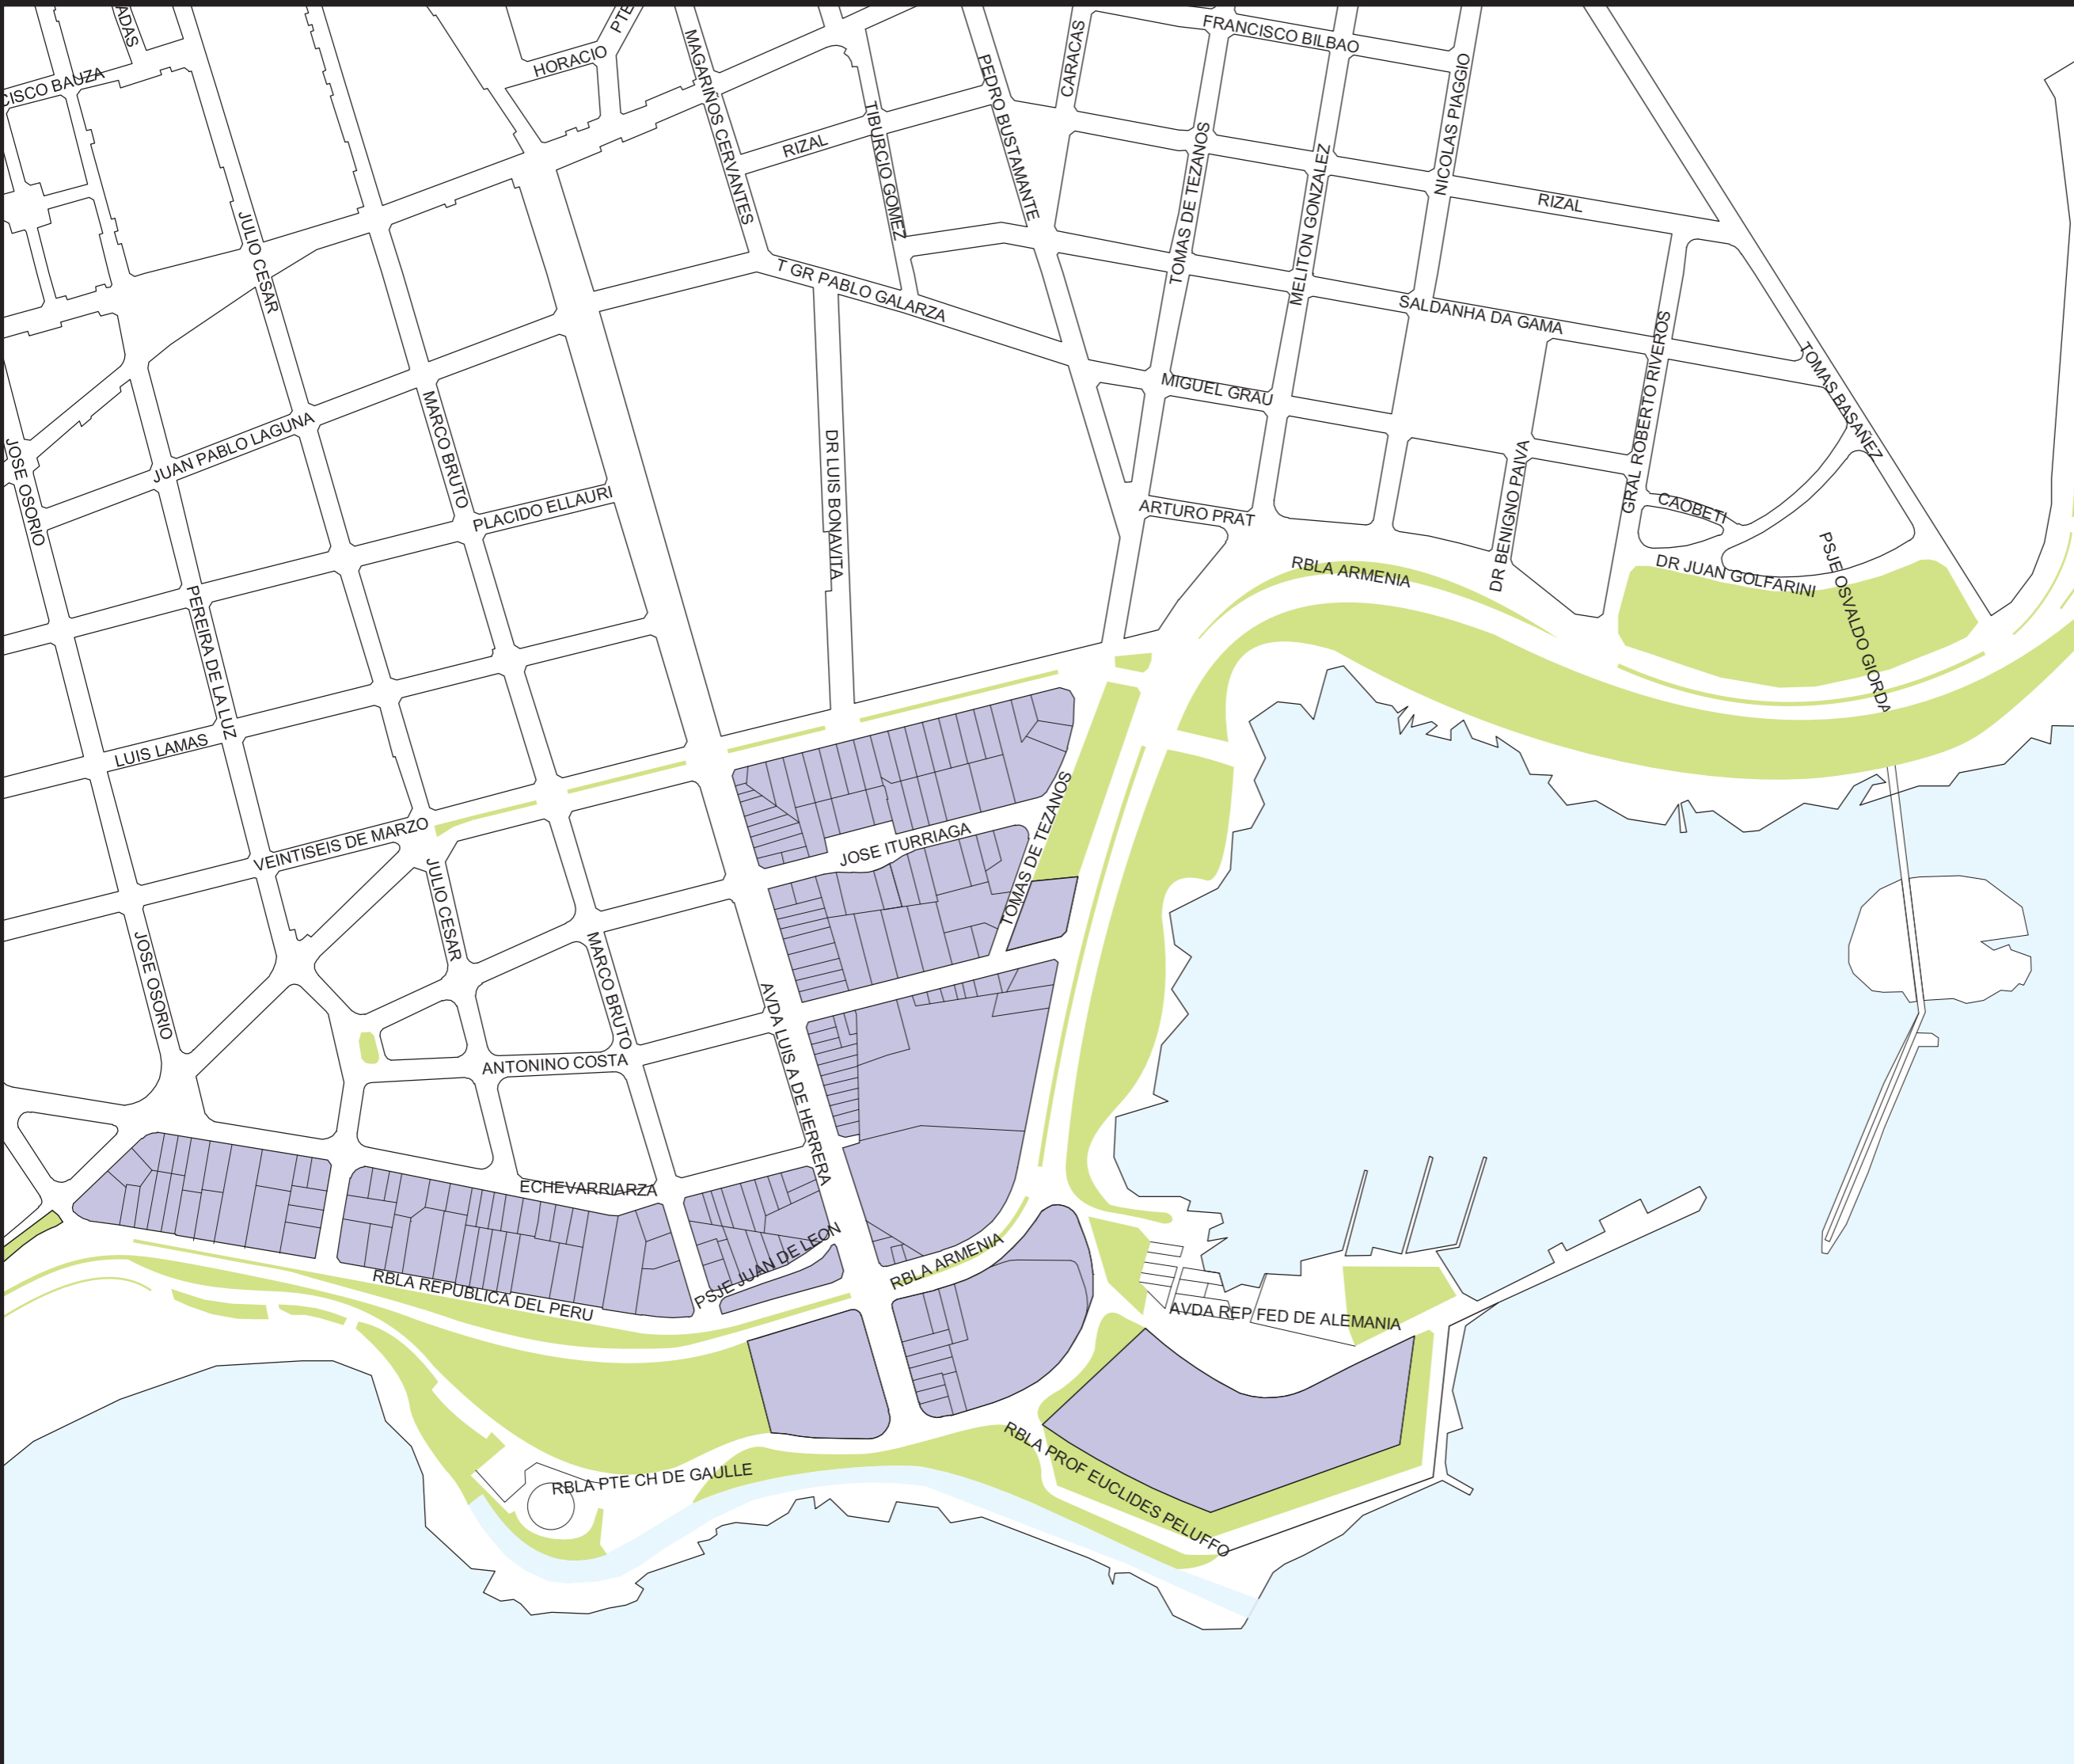 ADAS
CISCO BAUZA
HORACIO
PTE
MAGARIÑOS CERVANTES
TIBURCIO GOMEZ
RIZAL
PEDRO BUSTAMANTE
CARACAS
FRANCISCO BILBAO
NICOLAS PIAGGIO
TOMAS DE TEZANOS
MELITON GONZALEZ
RIZAL
JULIO CESAR
T GR PABLO GALARZA
SALDANHA DA GAMA
GRAL ROBERTO RIVEROS
TOMAS BASAÑEZ
MIGUEL GRAU
MARCO BRUTO
JUAN PABLO LAGUNA
JOSE OSORIO
PLACIDO ELLAURI
DR LUIS BONAVITA
ARTURO PRAT
DR BENIGNO PAIVA
CAOBETI
RBLA ARMENIA
DR JUAN GOLFARINI
PSJE OSVALDO GIORDA
PEREIRA DE LA LUZ
LUIS LAMAS
VEINTISEIS DE MARZO
JOSE ITURRIAGA
TOMAS DE TEZANOS
JULIO CESAR
JOSE OSORIO
MARCO BRUTO
AVDA LUIS A DE HERRERA
ANTONINO COSTA
ECHEVARRIARZA
PSJE JUAN DE LEON
RBLA ARMENIA
RBLA REPUBLICA DEL PERU
AVDA REP FED DE ALEMANIA
RBLA PTE CH DE GAULLE
RBLA PROF EUCLIDES PELUFFO